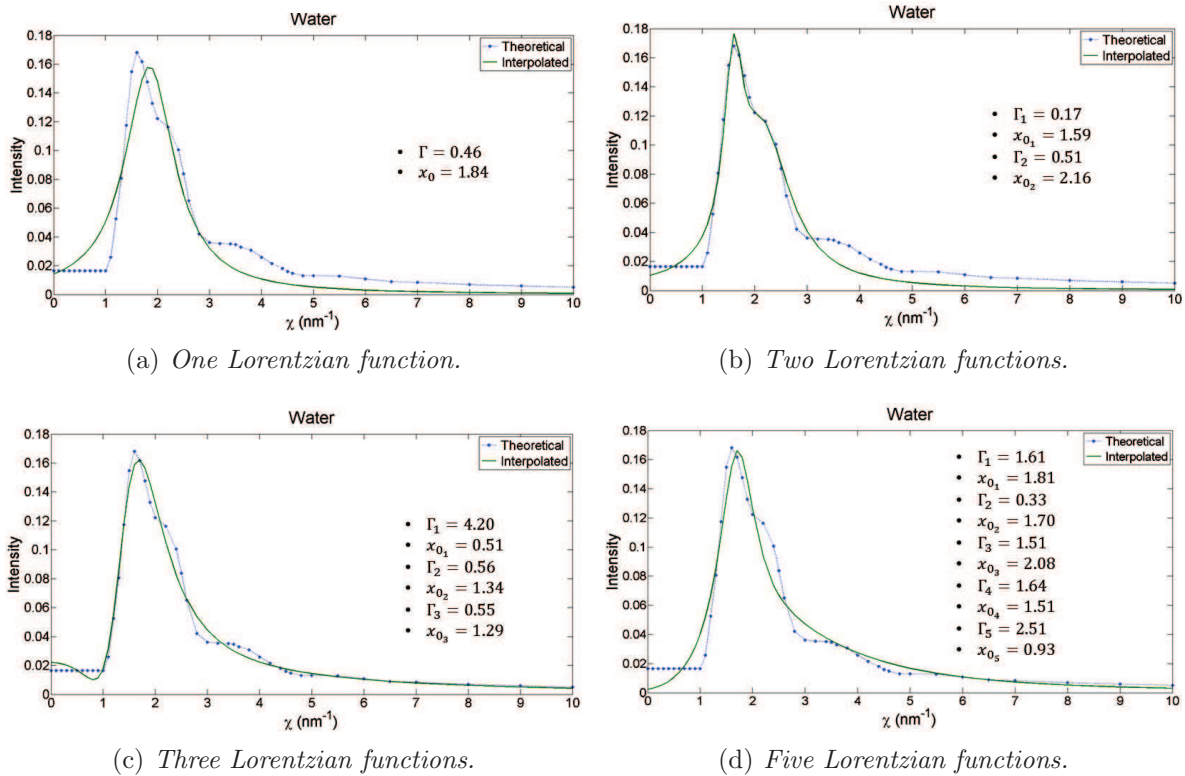 Water
0.18
0.16
0.14
0.12
0.1
0.08
0.06
0.04
0.02
0
Intensity
0 1 2 3 4 5 6 7 8 9 10
χ (nm⁻¹)
Theoretical
Interpolated
• Γ = 0.46
• x₀ = 1.84
(a) One Lorentzian function.
Water
0.18
0.16
0.14
0.12
0.1
0.08
0.06
0.04
0.02
0
Intensity
0 1 2 3 4 5 6 7 8 9 10
χ (nm⁻¹)
Theoretical
Interpolated
• Γ₁ = 0.17
• x₀₁ = 1.59
• Γ₂ = 0.51
• x₀₂ = 2.16
(b) Two Lorentzian functions.
Water
0.18
0.16
0.14
0.12
0.1
0.08
0.06
0.04
0.02
0
Intensity
0 1 2 3 4 5 6 7 8 9 10
χ (nm⁻¹)
Theoretical
Interpolated
• Γ₁ = 4.20
• x₀₁ = 0.51
• Γ₂ = 0.56
• x₀₂ = 1.34
• Γ₃ = 0.55
• x₀₃ = 1.29
(c) Three Lorentzian functions.
Water
0.18
0.16
0.14
0.12
0.1
0.08
0.06
0.04
0.02
0
Intensity
0 1 2 3 4 5 6 7 8 9 10
χ (nm⁻¹)
Theoretical
Interpolated
• Γ₁ = 1.61
• x₀₁ = 1.81
• Γ₂ = 0.33
• x₀₂ = 1.70
• Γ₃ = 1.51
• x₀₃ = 2.08
• Γ₄ = 1.64
• x₀₄ = 1.51
• Γ₅ = 2.51
• x₀₅ = 0.93
(d) Five Lorentzian functions.